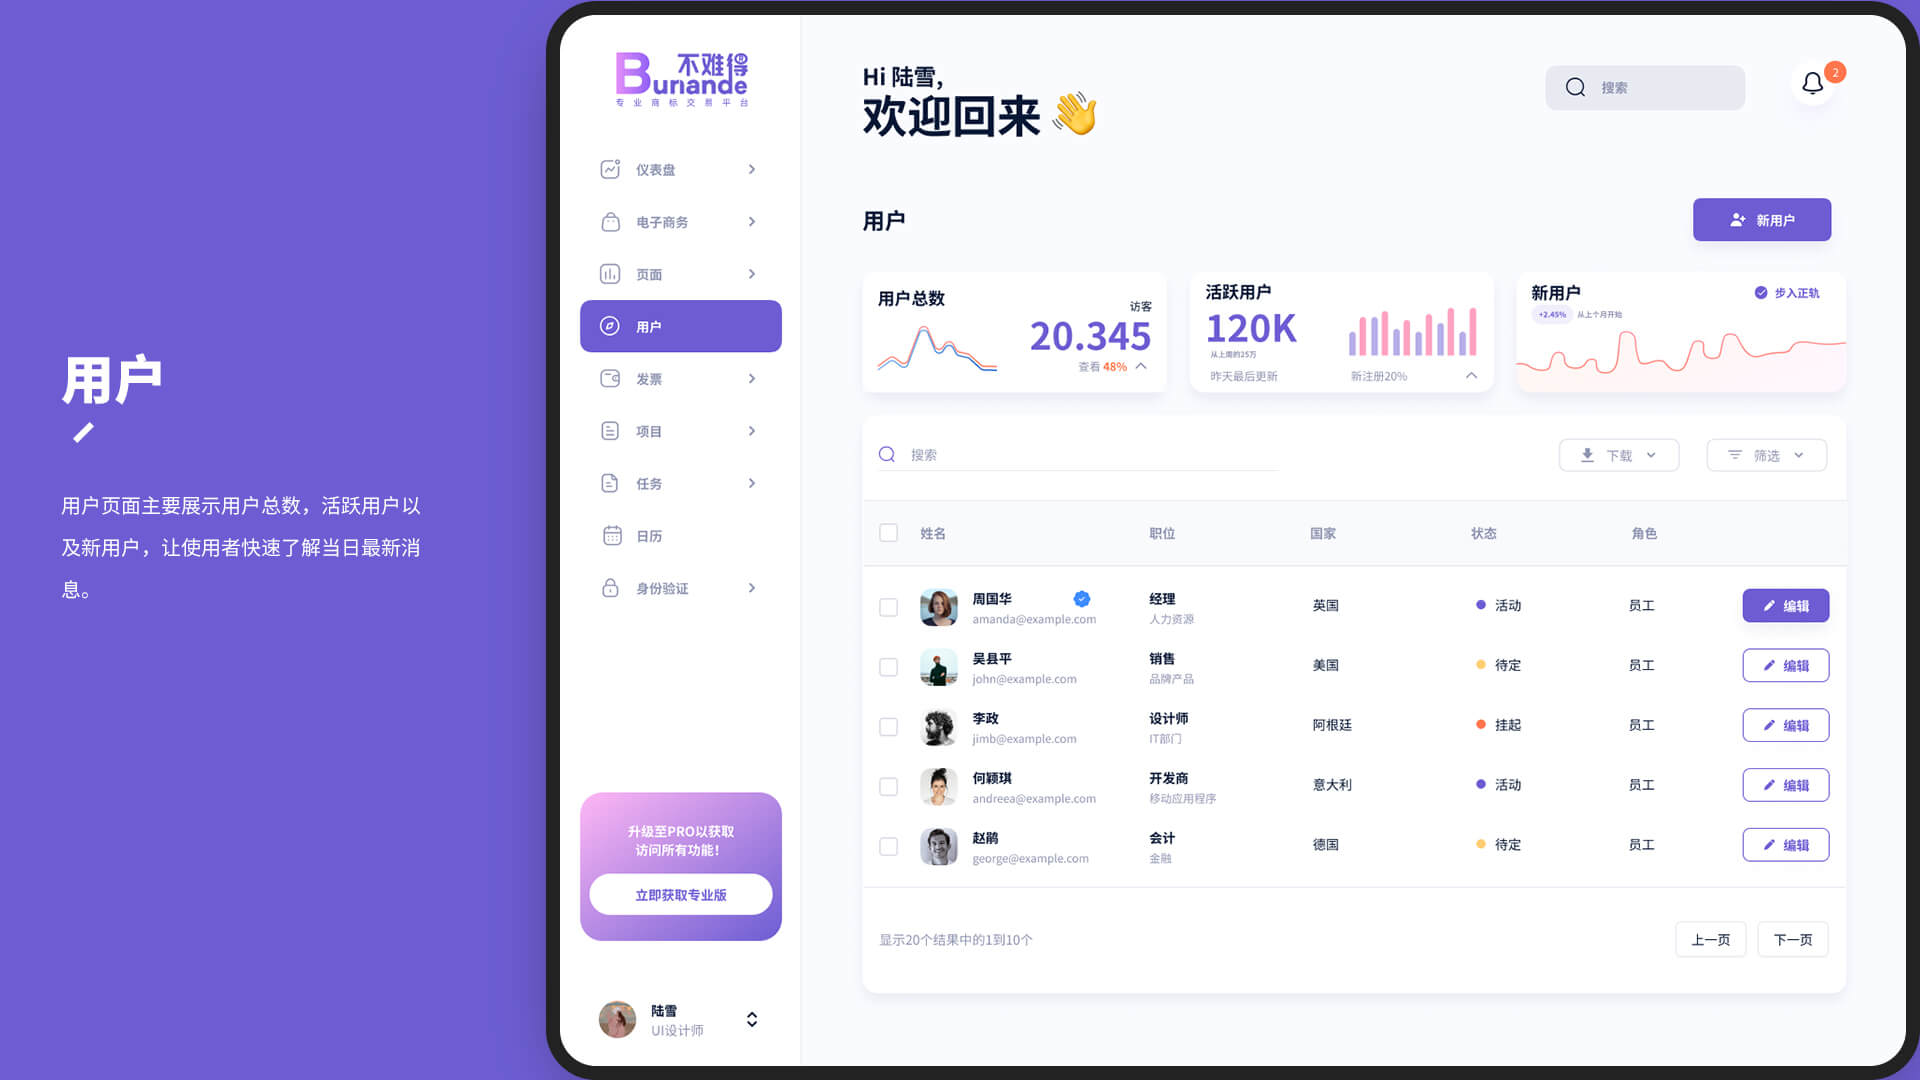 用户
用户页面主要展示用户总数，活跃用户以
及新用户，让使用者快速了解当日最新消
息。
不难得
Bunande
专业商标交易平台
仪表盘
电子商务
页面
用户
发票
项目
任务
日历
身份验证
升级至PRO以获取
访问所有功能！
立即获取专业版
陆雪
UI设计师
Hi 陆雪,
欢迎回来 👋
搜索
2
用户
新用户
用户总数
访客
20.345
查看 48%
活跃用户
120K
从上周的25万
昨天最后更新
新注册20%
新用户
步入正轨
+2.45% 从上个月开始
搜索
下载
筛选
姓名 职位 国家 状态 角色
周国华 经理 英国 活动 员工 编辑
amanda@example.com 人力资源
吴县平 销售 美国 待定 员工 编辑
john@example.com 品牌产品
李政 设计师 阿根廷 挂起 员工 编辑
jimb@example.com IT部门
何颖琪 开发商 意大利 活动 员工 编辑
andreea@example.com 移动应用程序
赵鹃 会计 德国 待定 员工 编辑
george@example.com 金融
显示20个结果中的1到10个
上一页
下一页